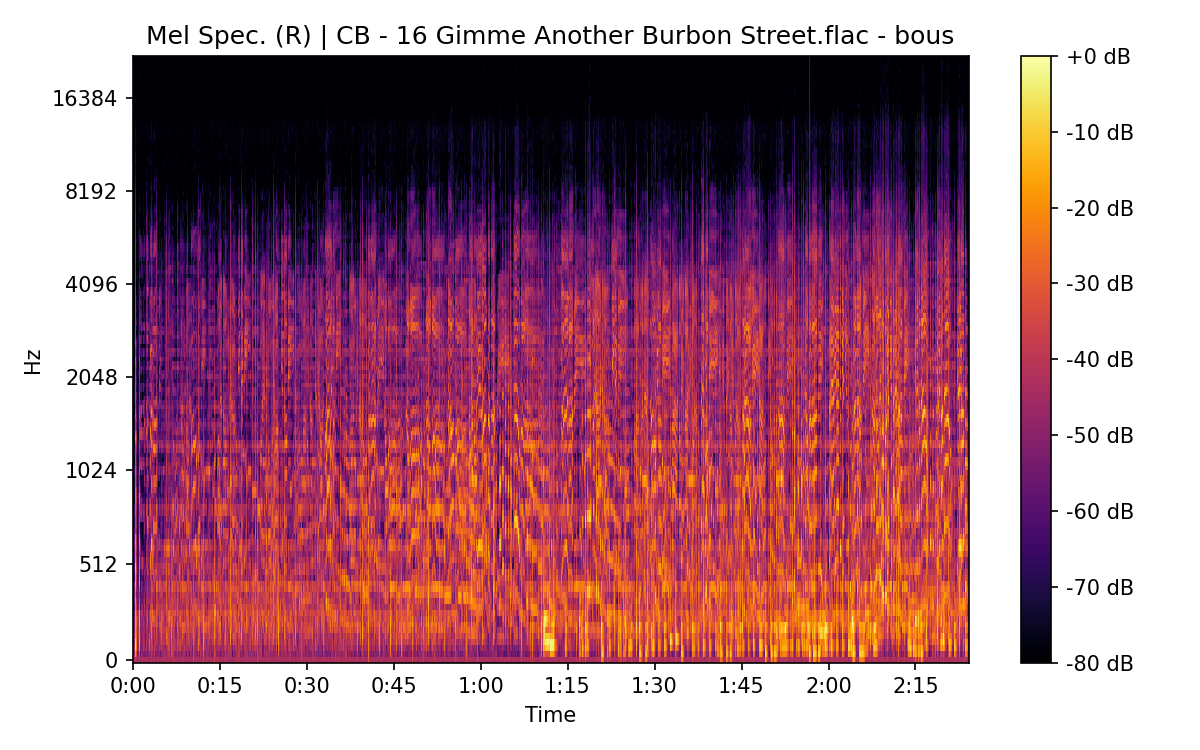 Mel Spec. (R) | CB - 16 Gimme Another Burbon Street.flac - bous
+0 dB
16384
-10 dB
8192
-20 dB
4096
-30 dB
Hz
2048
-40 dB
-50 dB
1024
-60 dB
512
-70 dB
0
-80 dB
0:00 0:15 0:30 0:45 1:00 1:15 1:30 1:45 2:00 2:15
Time